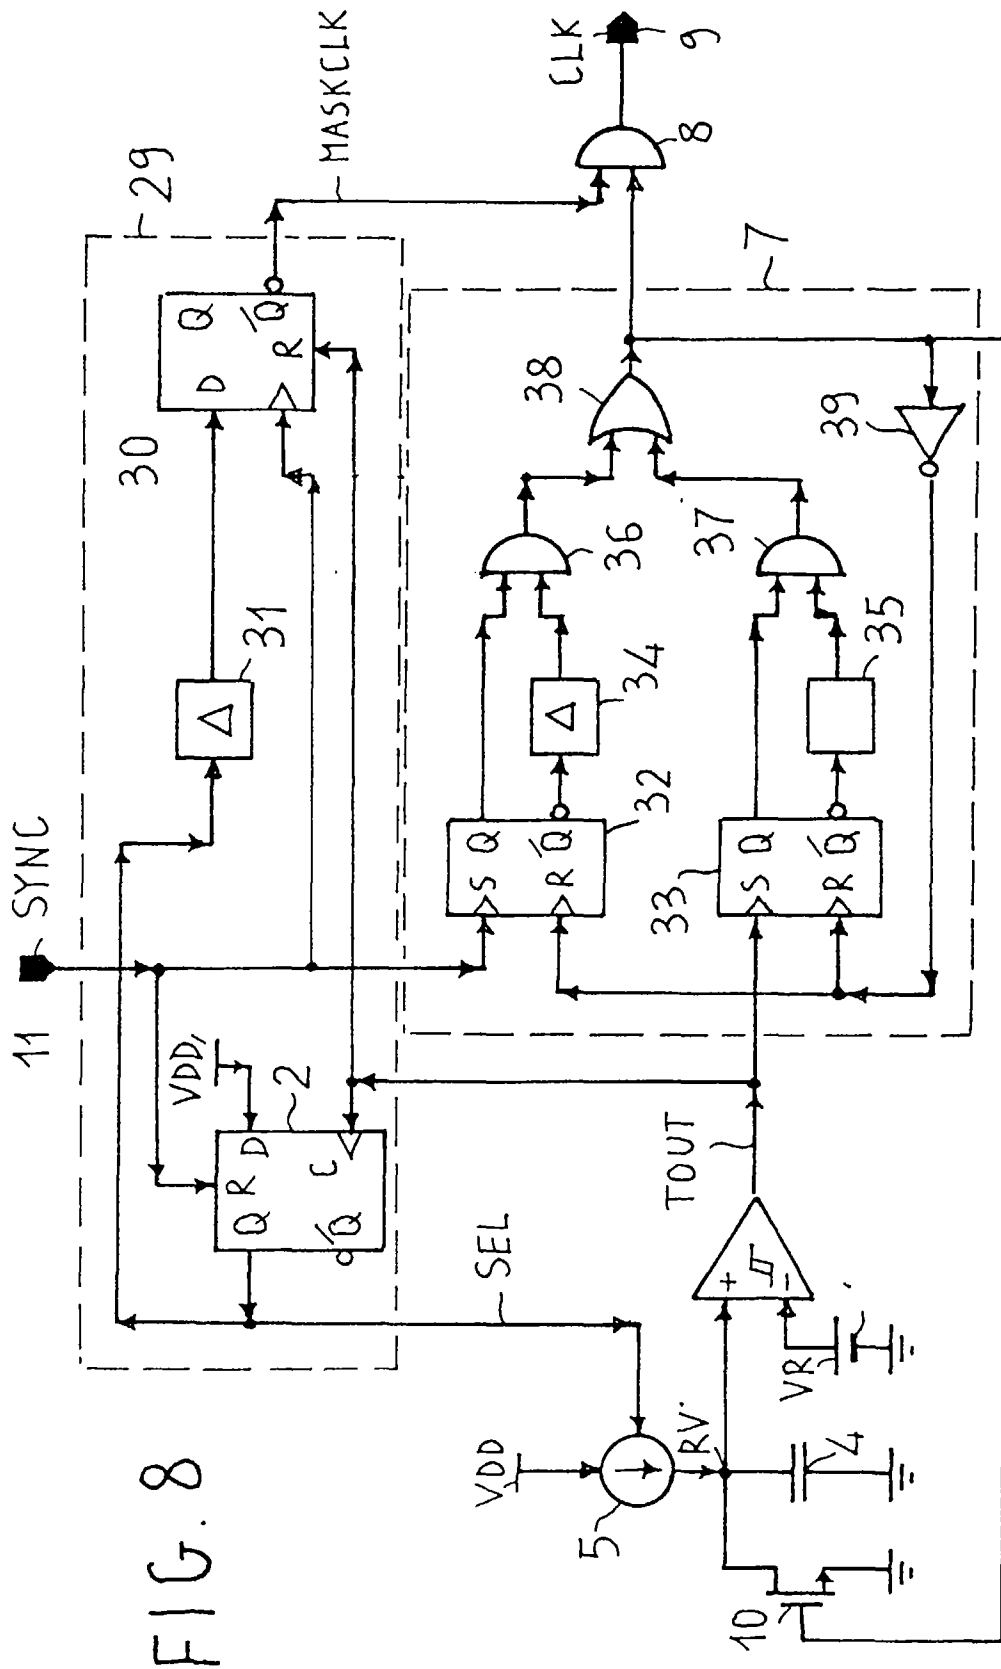 FIG. 8
11
SYNC
29
30
D
Q
Q̅
R
31
Δ
MASKCLK
CLK
9
8
VDD
2
Q
R
D
C
Q̅
SEL
7
S
Q
R
Q̅
32
Δ
34
36
38
33
S
Q
R
Q̅
35
37
39
TOUT
VDD
5
RV
+
-
VR
4
10